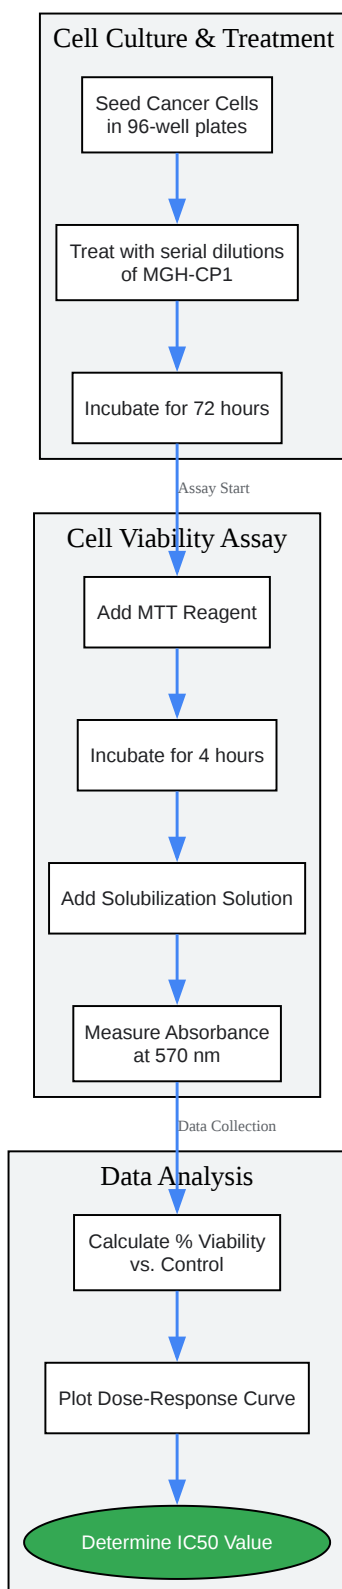 Cell Culture & Treatment
Seed Cancer Cells
in 96-well plates
Treat with serial dilutions
of MGH-CP1
Incubate for 72 hours
Assay Start
Cell Viability Assay
Add MTT Reagent
Incubate for 4 hours
Add Solubilization Solution
Measure Absorbance
at 570 nm
Data Collection
Data Analysis
Calculate % Viability
vs. Control
Plot Dose-Response Curve
Determine IC50 Value